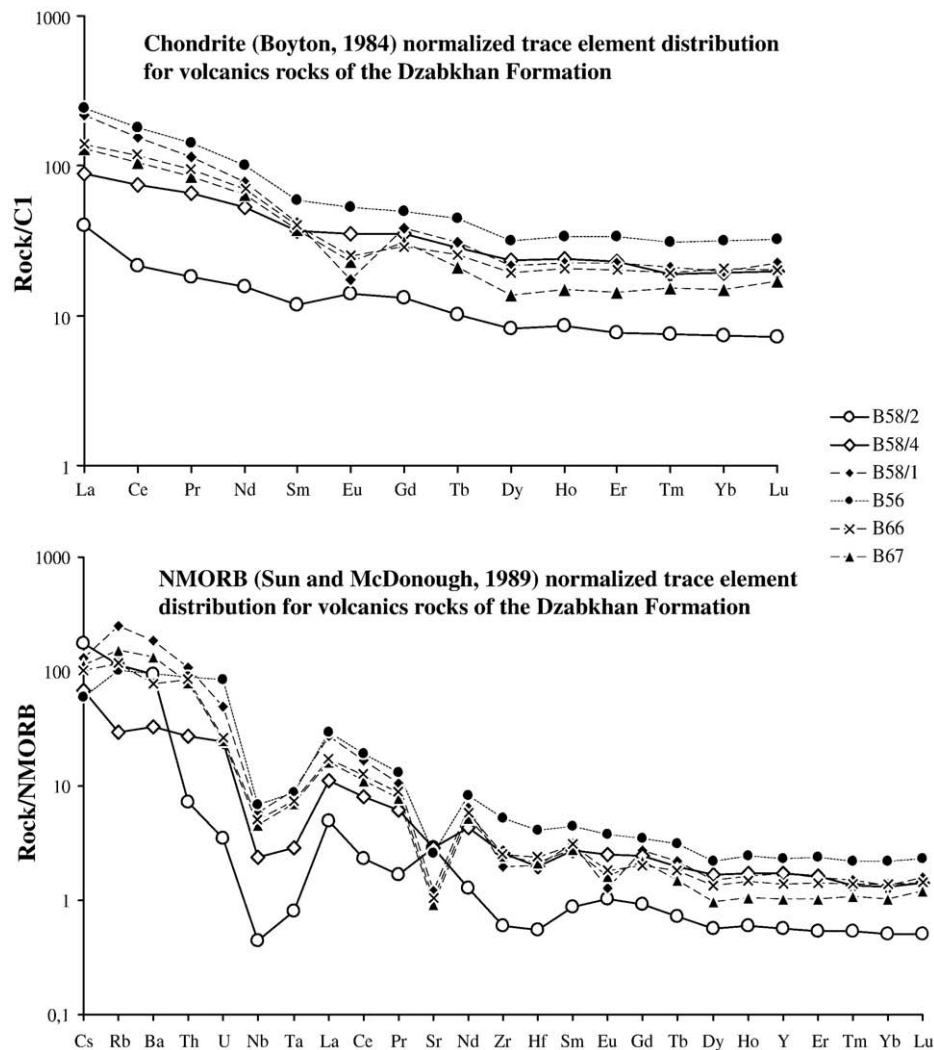 1000
Chondrite (Boyton, 1984) normalized trace element distribution
for volcanics rocks of the Dzabkhan Formation
100
Rock/C1
10
1
La Ce Pr Nd Sm Eu Gd Tb Dy Ho Er Tm Yb Lu
B58/2
B58/4
B58/1
B56
B66
B67
1000
NMORB (Sun and McDonough, 1989) normalized trace element
distribution for volcanics rocks of the Dzabkhan Formation
100
Rock/NMORB
10
1
0,1
Cs Rb Ba Th U Nb Ta La Ce Pr Sr Nd Zr Hf Sm Eu Gd Tb Dy Ho Y Er Tm Yb Lu